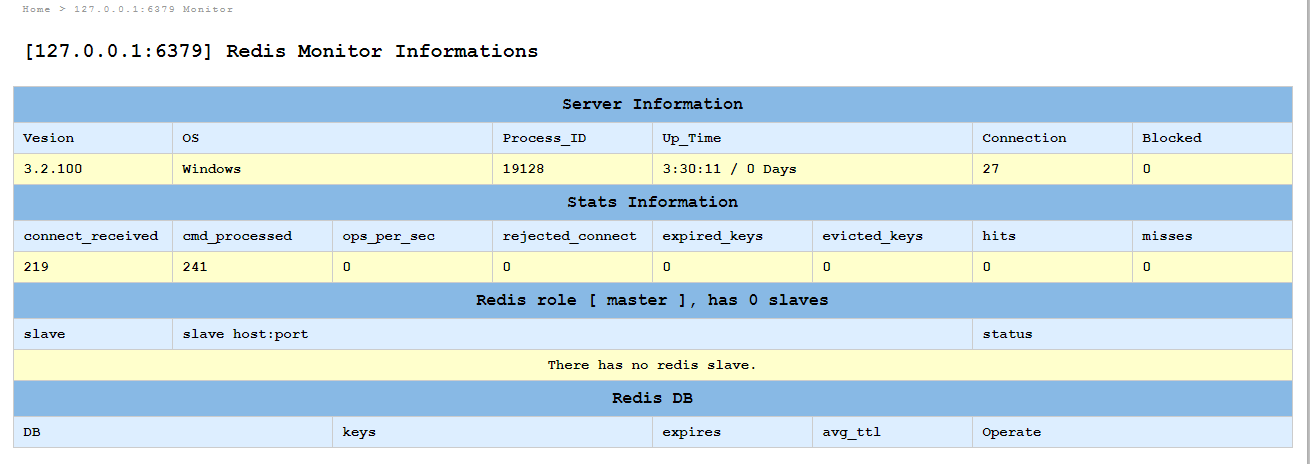 Home > 127.0.0.1:6379 Monitor
[127.0.0.1:6379] Redis Monitor Informations
Server Information
Vesion OS Process_ID Up_Time Connection Blocked
3.2.100 Windows 19128 3:30:11 / 0 Days 27 0
Stats Information
connect_received cmd_processed ops_per_sec rejected_connect expired_keys evicted_keys hits misses
219 241 0 0 0 0 0 0
Redis role [ master ], has 0 slaves
slave slave host:port status
There has no redis slave.
Redis DB
DB keys expires avg_ttl Operate